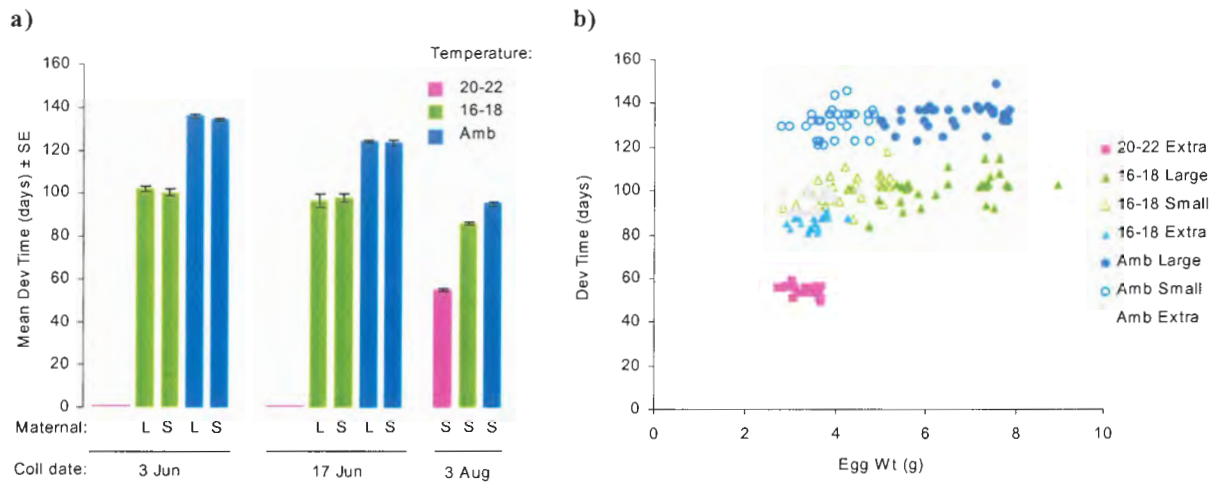 a)
Mean Dev Time (days) ± SE
160
140
120
100
80
60
40
20
0
Temperature:
20-22
16-18
Amb
Maternal: L S L S L S L S S S S
Coll date: 3 Jun 17 Jun 3 Aug
b)
Dev Time (days)
160
140
120
100
80
60
40
20
0
0 2 4 6 8 10
Egg Wt (g)
20-22 Extra
16-18 Large
16-18 Small
16-18 Extra
Amb Large
Amb Small
Amb Extra